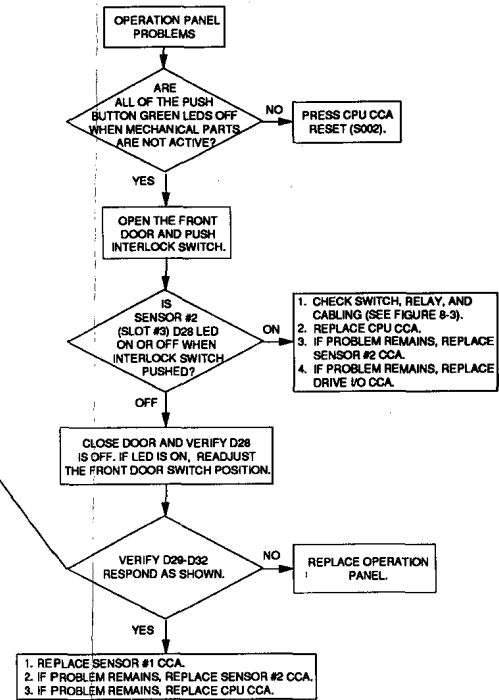 OPERATION PANEL
PROBLEMS
ARE
ALL OF THE PUSH
BUTTON GREEN LEDS OFF
WHEN MECHANICAL PARTS
ARE NOT ACTIVE?
NO
PRESS CPU CCA
RESET (S002).
YES
OPEN THE FRONT
DOOR AND PUSH
INTERLOCK SWITCH.
IS
SENSOR #2
(SLOT #3) D28 LED
ON OR OFF WHEN
INTERLOCK SWITCH
PUSHED?
ON
1. CHECK SWITCH, RELAY, AND
CABLING (SEE FIGURE 8-3).
2. REPLACE CPU CCA.
3. IF PROBLEM REMAINS, REPLACE
SENSOR #2 CCA.
4. IF PROBLEM REMAINS, REPLACE
DRIVE I/O CCA.
OFF
CLOSE DOOR AND VERIFY D28
IS OFF. IF LED IS ON, READJUST
THE FRONT DOOR SWITCH POSITION.
VERIFY D29-D32
RESPOND AS SHOWN.
NO
REPLACE OPERATION
PANEL.
YES
1. REPLACE SENSOR #1 CCA.
2. IF PROBLEM REMAINS, REPLACE SENSOR #2 CCA.
3. IF PROBLEM REMAINS, REPLACE CPU CCA.